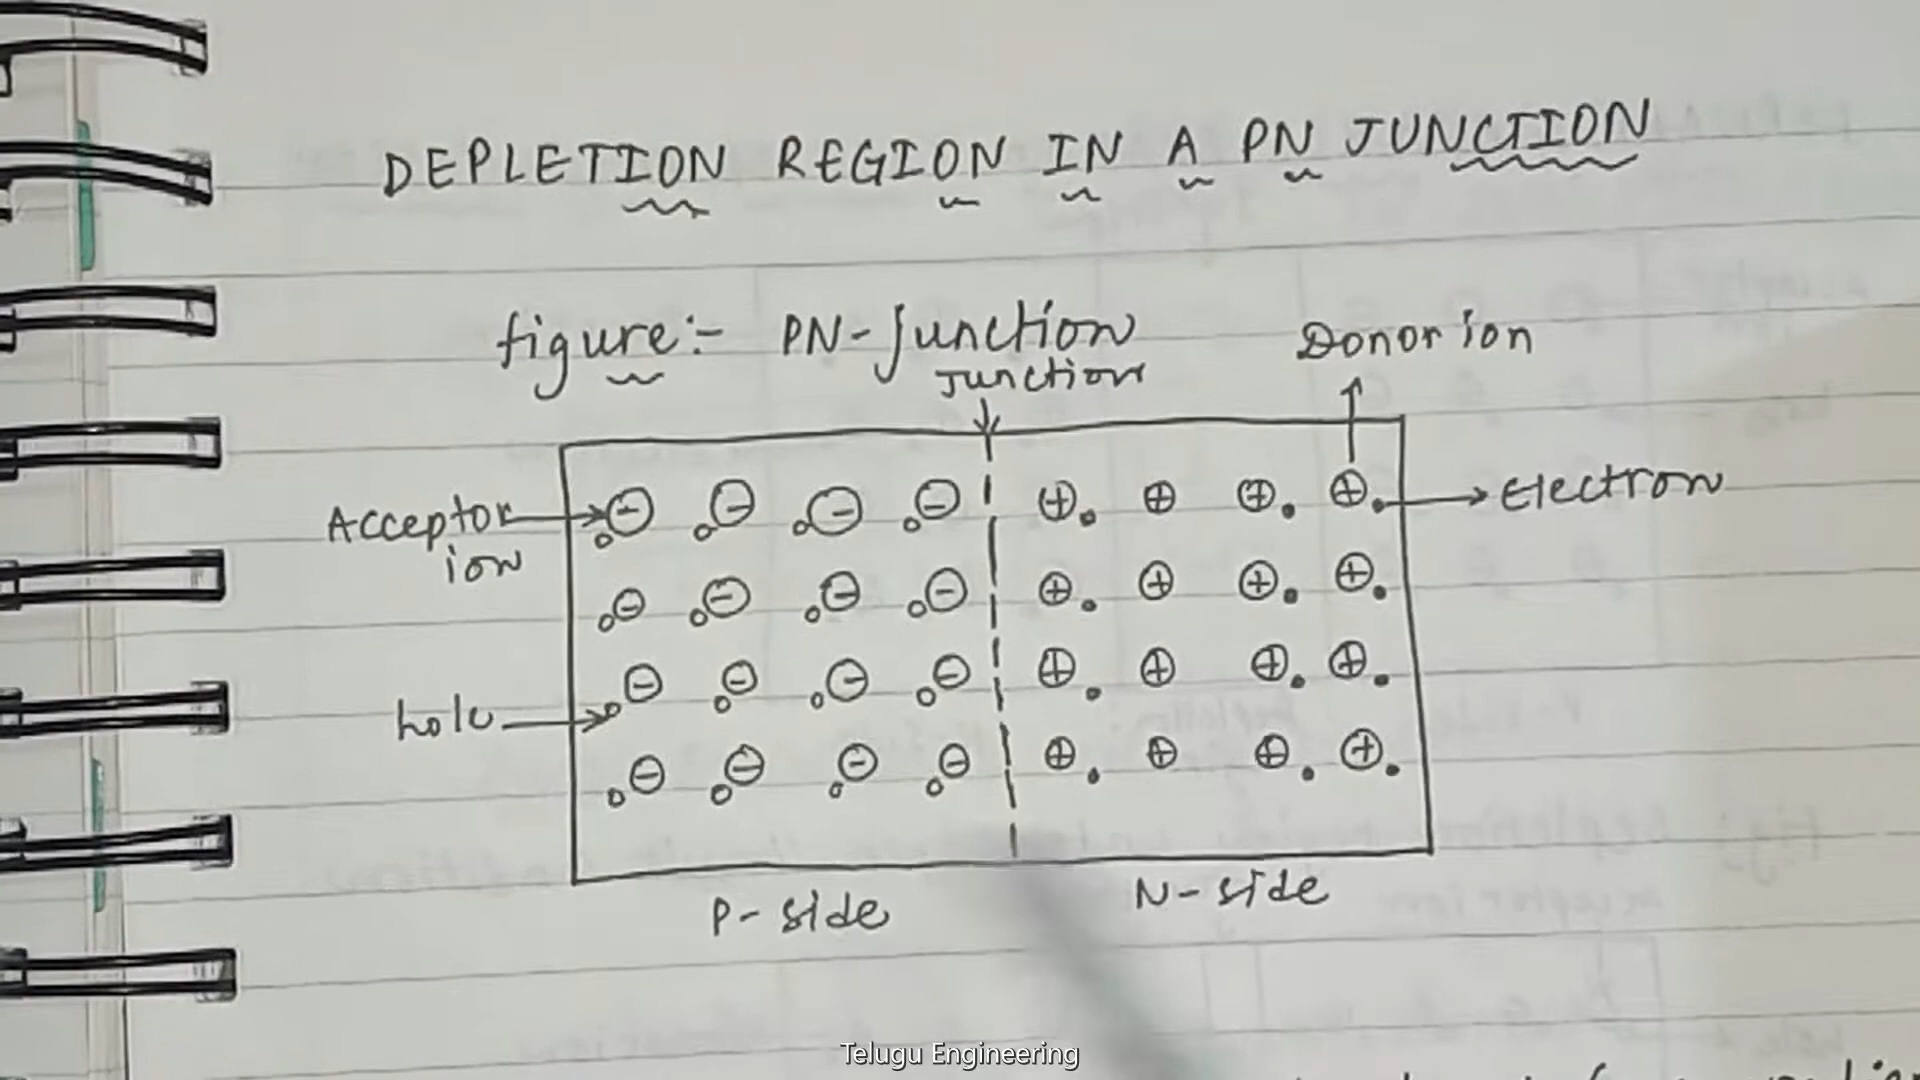 DEPLETION REGION IN A PN JUNCTION
figure:- PN-Junction
Junction
Donor ion
Acceptor
ion
Electron
hole
P-side
N-side
Telugu Engineering